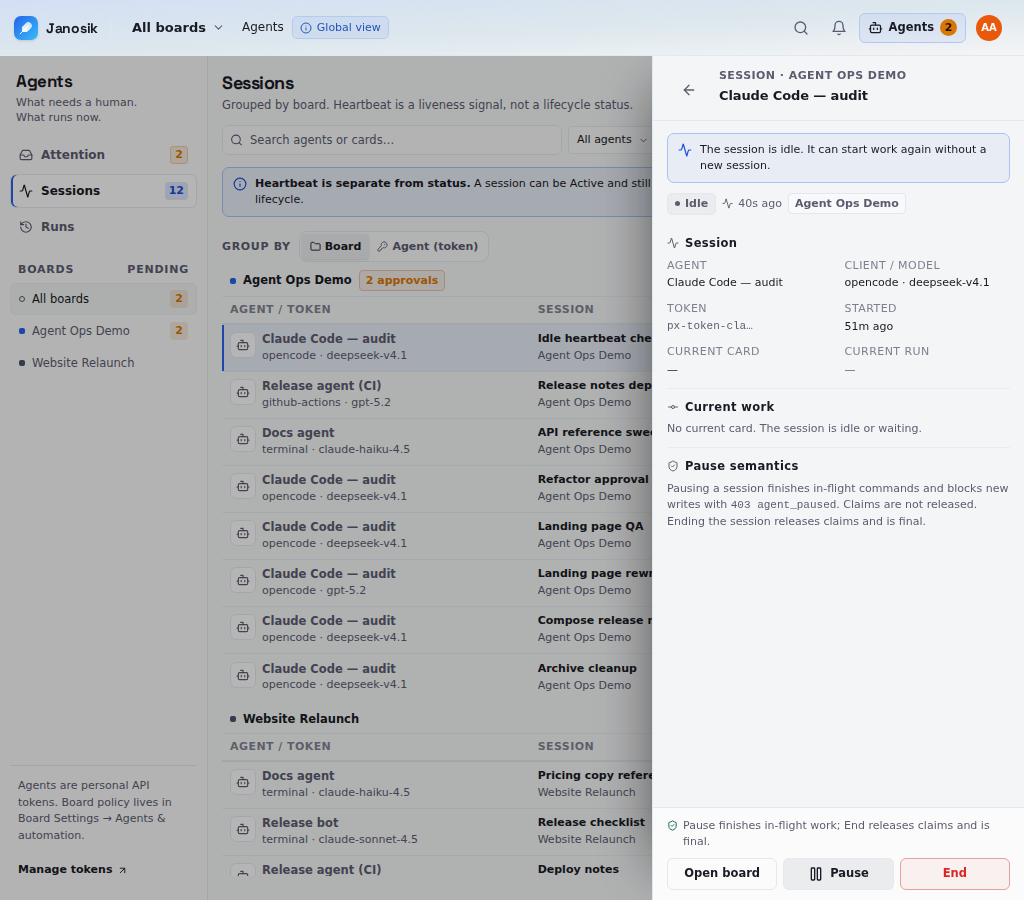 Janosik
All boards
Agents
Global view
Agents 2
AA
Agents
What needs a human.
What runs now.
Attention 2
Sessions 12
Runs
BOARDS PENDING
All boards 2
Agent Ops Demo 2
Website Relaunch
Agents are personal API
tokens. Board policy lives in
Board Settings → Agents &
automation.
Manage tokens
Sessions
Grouped by board. Heartbeat is a liveness signal, not a lifecycle status.
Search agents or cards…
All agents
Heartbeat is separate from status. A session can be Active and still
lifecycle.
GROUP BY Board Agent (token)
Agent Ops Demo 2 approvals
AGENT / TOKEN SESSION
Claude Code — audit Idle heartbeat che
opencode · deepseek-v4.1 Agent Ops Demo
Release agent (CI) Release notes dep
github-actions · gpt-5.2 Agent Ops Demo
Docs agent API reference swee
terminal · claude-haiku-4.5 Agent Ops Demo
Claude Code — audit Refactor approval
opencode · deepseek-v4.1 Agent Ops Demo
Claude Code — audit Landing page QA
opencode · deepseek-v4.1 Agent Ops Demo
Claude Code — audit Landing page rewr
opencode · gpt-5.2 Agent Ops Demo
Claude Code — audit Compose release n
opencode · deepseek-v4.1 Agent Ops Demo
Claude Code — audit Archive cleanup
opencode · deepseek-v4.1 Agent Ops Demo
Website Relaunch
AGENT / TOKEN SESSION
Docs agent Pricing copy refere
terminal · claude-haiku-4.5 Website Relaunch
Release bot Release checklist
terminal · claude-sonnet-4.5 Website Relaunch
Release agent (CI) Deploy notes
SESSION · AGENT OPS DEMO
Claude Code — audit
The session is idle. It can start work again without a
new session.
Idle 40s ago Agent Ops Demo
Session
AGENT CLIENT / MODEL
Claude Code — audit opencode · deepseek-v4.1
TOKEN STARTED
px-token-cla… 51m ago
CURRENT CARD CURRENT RUN
— —
Current work
No current card. The session is idle or waiting.
Pause semantics
Pausing a session finishes in-flight commands and blocks new
writes with 403 agent_paused. Claims are not released.
Ending the session releases claims and is final.
Pause finishes in-flight work; End releases claims and is
final.
Open board Pause End